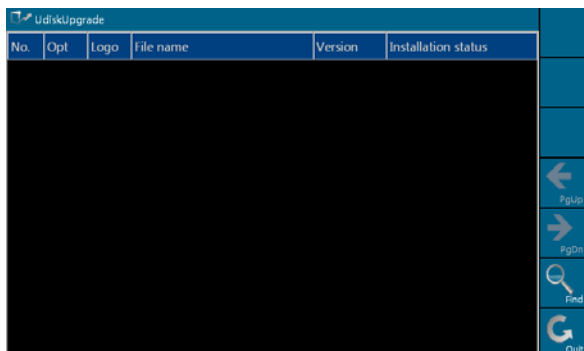 UdiskUpgrade
No. Opt Logo File name Version Installation status
PgUp
PgDn
Find
Quit